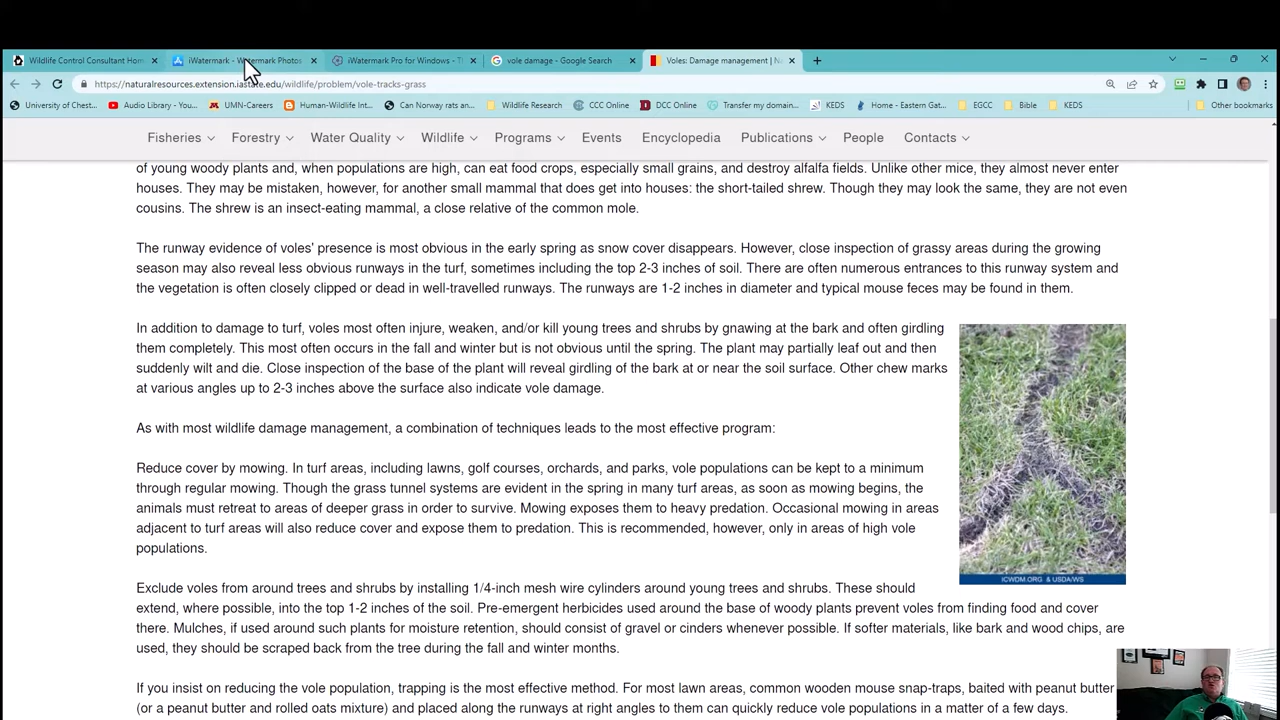 Wildlife Control Consultant Hom
iWatermark - Watermark Photos
iWatermark Pro for Windows - T
vole damage - Google Search
Voles: Damage management | N
https://naturalresources.extension.iastate.edu/wildlife/problem/vole-tracks-grass
University of Chest...
Audio Library - You...
UMN-Careers
Human-Wildlife Int...
Can Norway rats an...
Wildlife Research
CCC Online
DCC Online
Transfer my domain...
KEDS
Home - Eastern Gat...
EGCC
Bible
KEDS
Other bookmarks
Fisheries
Forestry
Water Quality
Wildlife
Programs
Events
Encyclopedia
Publications
People
Contacts
of young woody plants and, when populations are high, can eat food crops, especially small grains, and destroy alfalfa fields. Unlike other mice, they almost never enter
houses. They may be mistaken, however, for another small mammal that does get into houses: the short-tailed shrew. Though they may look the same, they are not even
cousins. The shrew is an insect-eating mammal, a close relative of the common mole.
The runway evidence of voles' presence is most obvious in the early spring as snow cover disappears. However, close inspection of grassy areas during the growing
season may also reveal less obvious runways in the turf, sometimes including the top 2-3 inches of soil. There are often numerous entrances to this runway system and
the vegetation is often closely clipped or dead in well-travelled runways. The runways are 1-2 inches in diameter and typical mouse feces may be found in them.
In addition to damage to turf, voles most often injure, weaken, and/or kill young trees and shrubs by gnawing at the bark and often girdling
them completely. This most often occurs in the fall and winter but is not obvious until the spring. The plant may partially leaf out and then
suddenly wilt and die. Close inspection of the base of the plant will reveal girdling of the bark at or near the soil surface. Other chew marks
at various angles up to 2-3 inches above the surface also indicate vole damage.
As with most wildlife damage management, a combination of techniques leads to the most effective program:
Reduce cover by mowing. In turf areas, including lawns, golf courses, orchards, and parks, vole populations can be kept to a minimum
through regular mowing. Though the grass tunnel systems are evident in the spring in many turf areas, as soon as mowing begins, the
animals must retreat to areas of deeper grass in order to survive. Mowing exposes them to heavy predation. Occasional mowing in areas
adjacent to turf areas will also reduce cover and expose them to predation. This is recommended, however, only in areas of high vole
populations.
ICWDM.ORG & USDA/WS
Exclude voles from around trees and shrubs by installing 1/4-inch mesh wire cylinders around young trees and shrubs. These should
extend, where possible, into the top 1-2 inches of the soil. Pre-emergent herbicides used around the base of woody plants prevent voles from finding food and cover
there. Mulches, if used around such plants for moisture retention, should consist of gravel or cinders whenever possible. If softer materials, like bark and wood chips, are
used, they should be scraped back from the tree during the fall and winter months.
If you insist on reducing the vole population, trapping is the most effective method. For most lawn areas, common wooden mouse snap-traps, baited with peanut butter
(or a peanut butter and rolled oats mixture) and placed along the runways at right angles to them can quickly reduce vole populations in a matter of a few days.